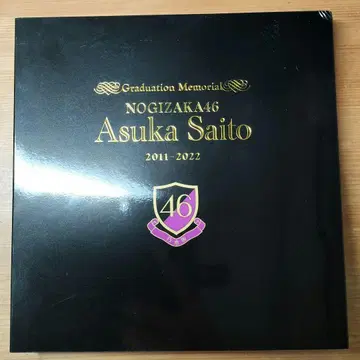 Graduation Memorial
NOGIZAKA46
Asuka Saito
2011-2022
46